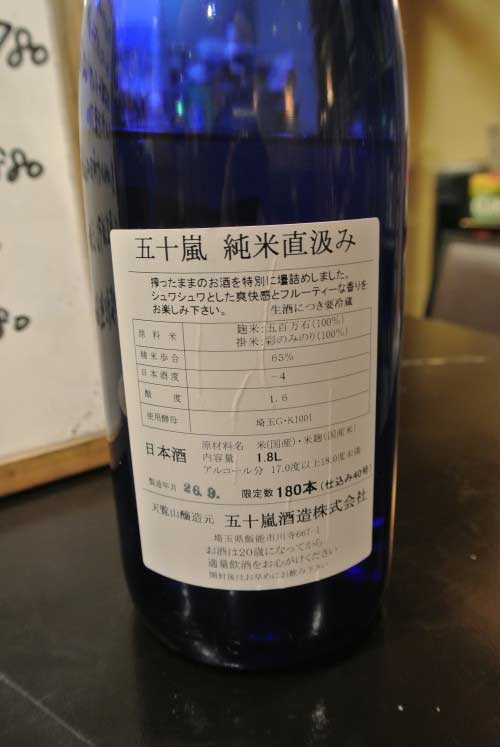 780
680
五十嵐 純米直汲み
搾ったままのお酒を特別に壜詰めしました。
シュワシュワとした爽快感とフルーティーな香りを
お楽しみ下さい。 生酒につき要冷蔵
原料米 麹米:五百万石(100%)
掛米:彩のみのり(100%)
精米歩合 65%
日本酒度 -4
酸度 1.6
使用酵母 埼玉G・K1001
日本酒 原材料名 米(国産)・米麹(国産米)
内容量 1.8L
アルコール分 17.0度以上18.0度未満
製造年月 26.9. 限定数 180本 (仕込み40号)
天覧山醸造元 五十嵐酒造株式会社
埼玉県飯能市川寺667-1
お酒は20歳になってから
適量飲酒をお心がけください
開封後はお早めにお飲み下さい